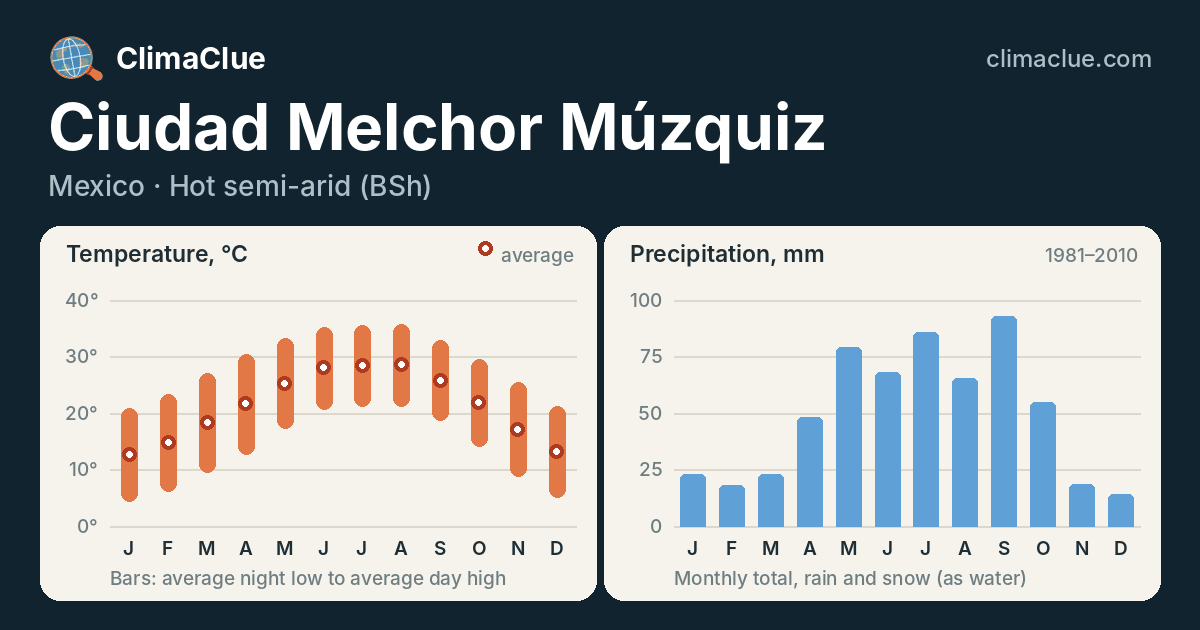 ClimaClue
climaclue.com
Ciudad Melchor Múzquiz
Mexico · Hot semi-arid (BSh)
Temperature, °C
average
40°
30°
20°
10°
0°
J F M A M J J A S O N D
Bars: average night low to average day high
Precipitation, mm
1981–2010
100
75
50
25
0
J F M A M J J A S O N D
Monthly total, rain and snow (as water)